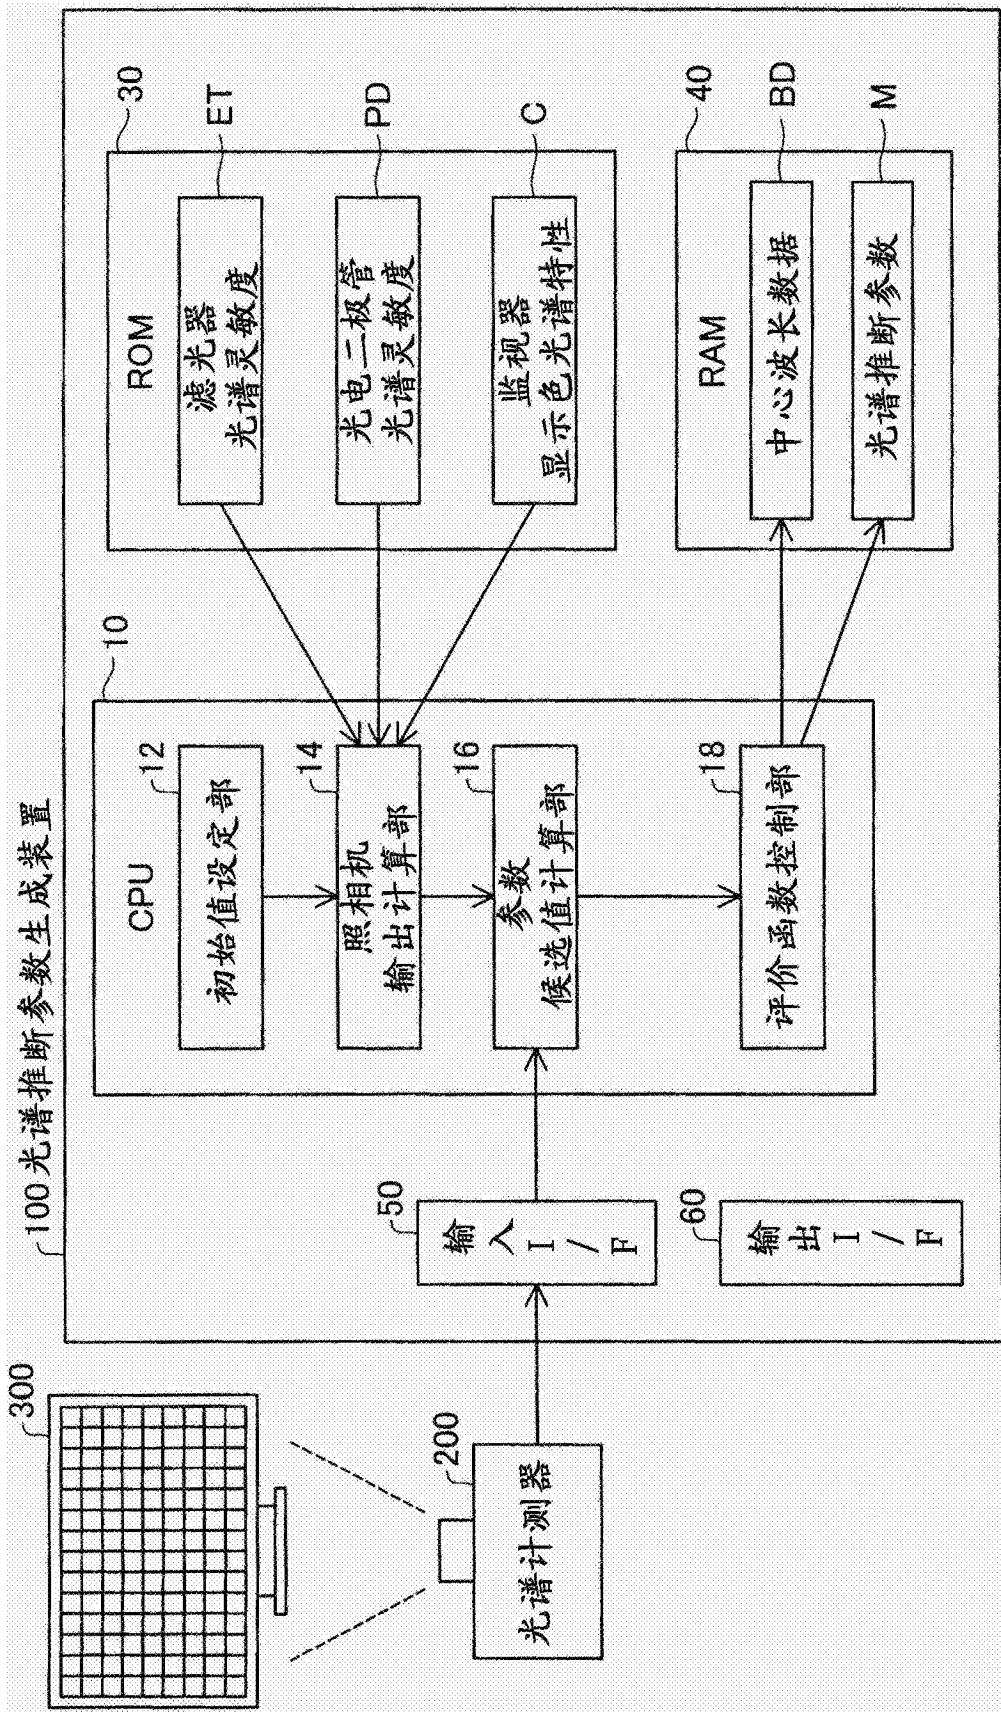 100 光谱推断参数生成装置
300
200
光谱计测器
50
输入I/F
60
输出I/F
10
CPU
12
初始值设定部
14
照相机
输出计算部
16
参数
候选值计算部
18
评价函数控制部
30
ROM
滤光器
光谱灵敏度
ET
光电二极管
光谱灵敏度
PD
监视器
显示色光谱特性
C
40
RAM
中心波长数据
BD
光谱推断参数
M